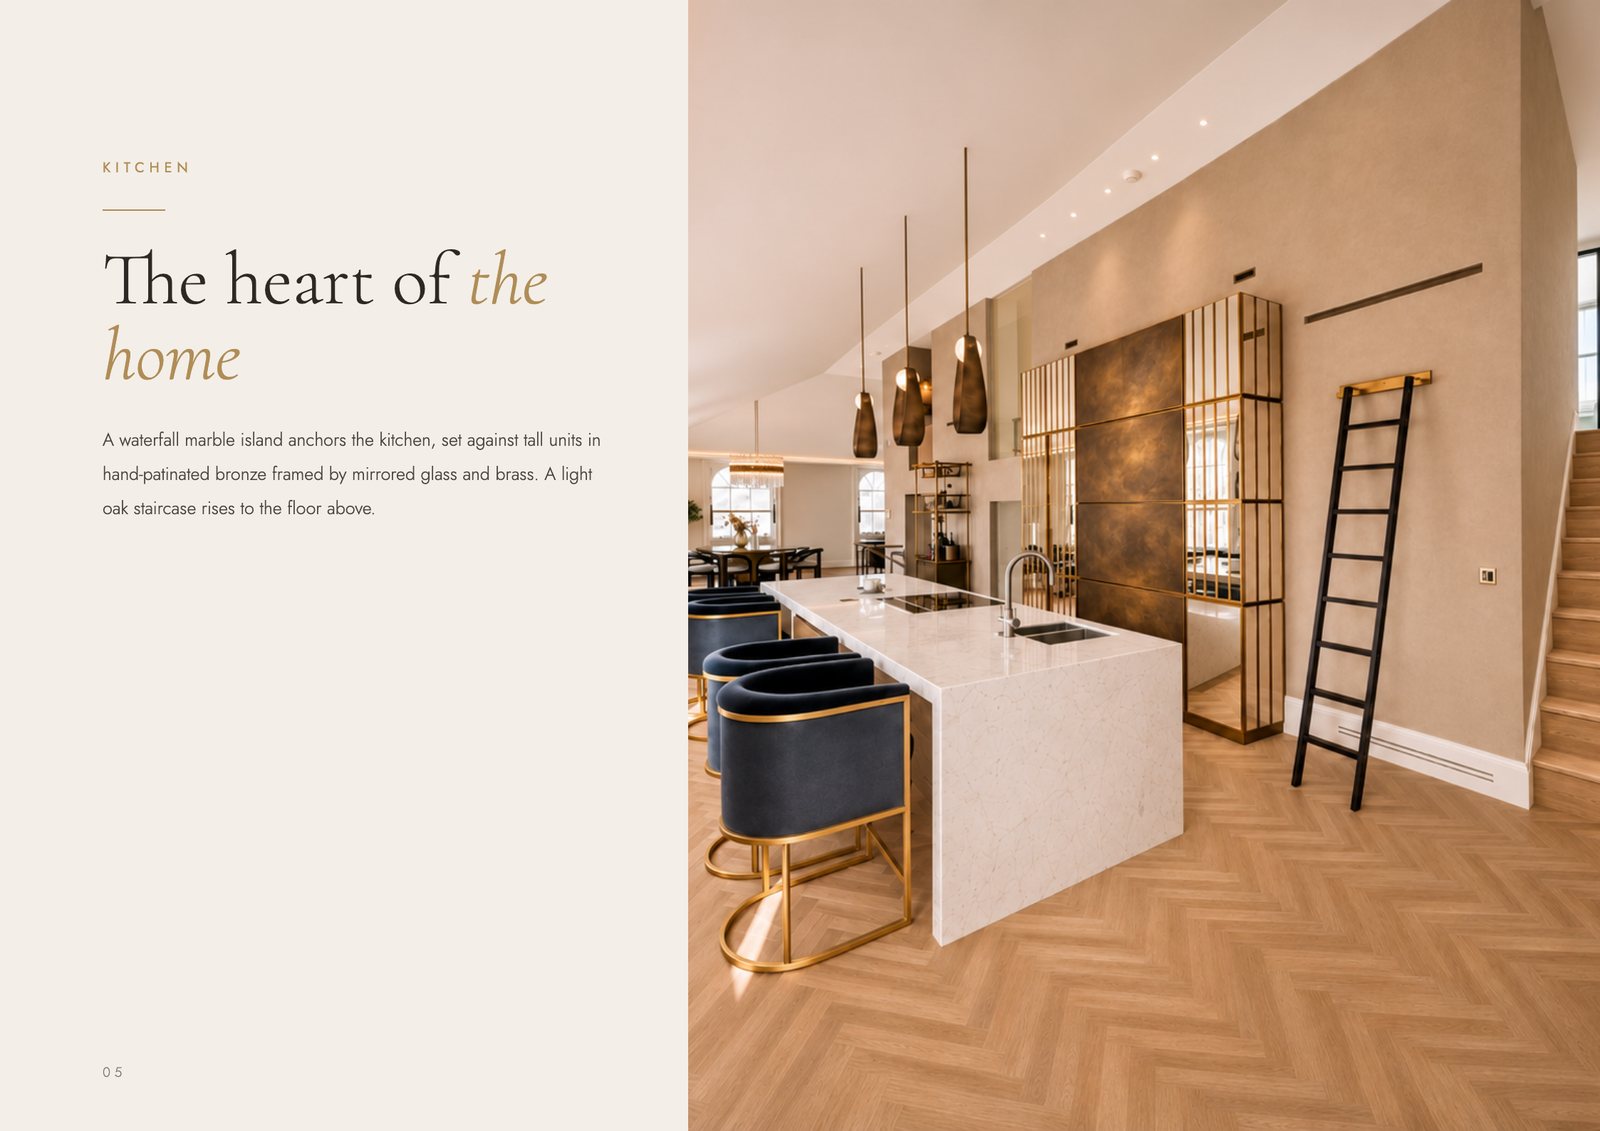 KITCHEN
The heart of the
home
A waterfall marble island anchors the kitchen, set against tall units in
hand-patinated bronze framed by mirrored glass and brass. A light
oak staircase rises to the floor above.
05